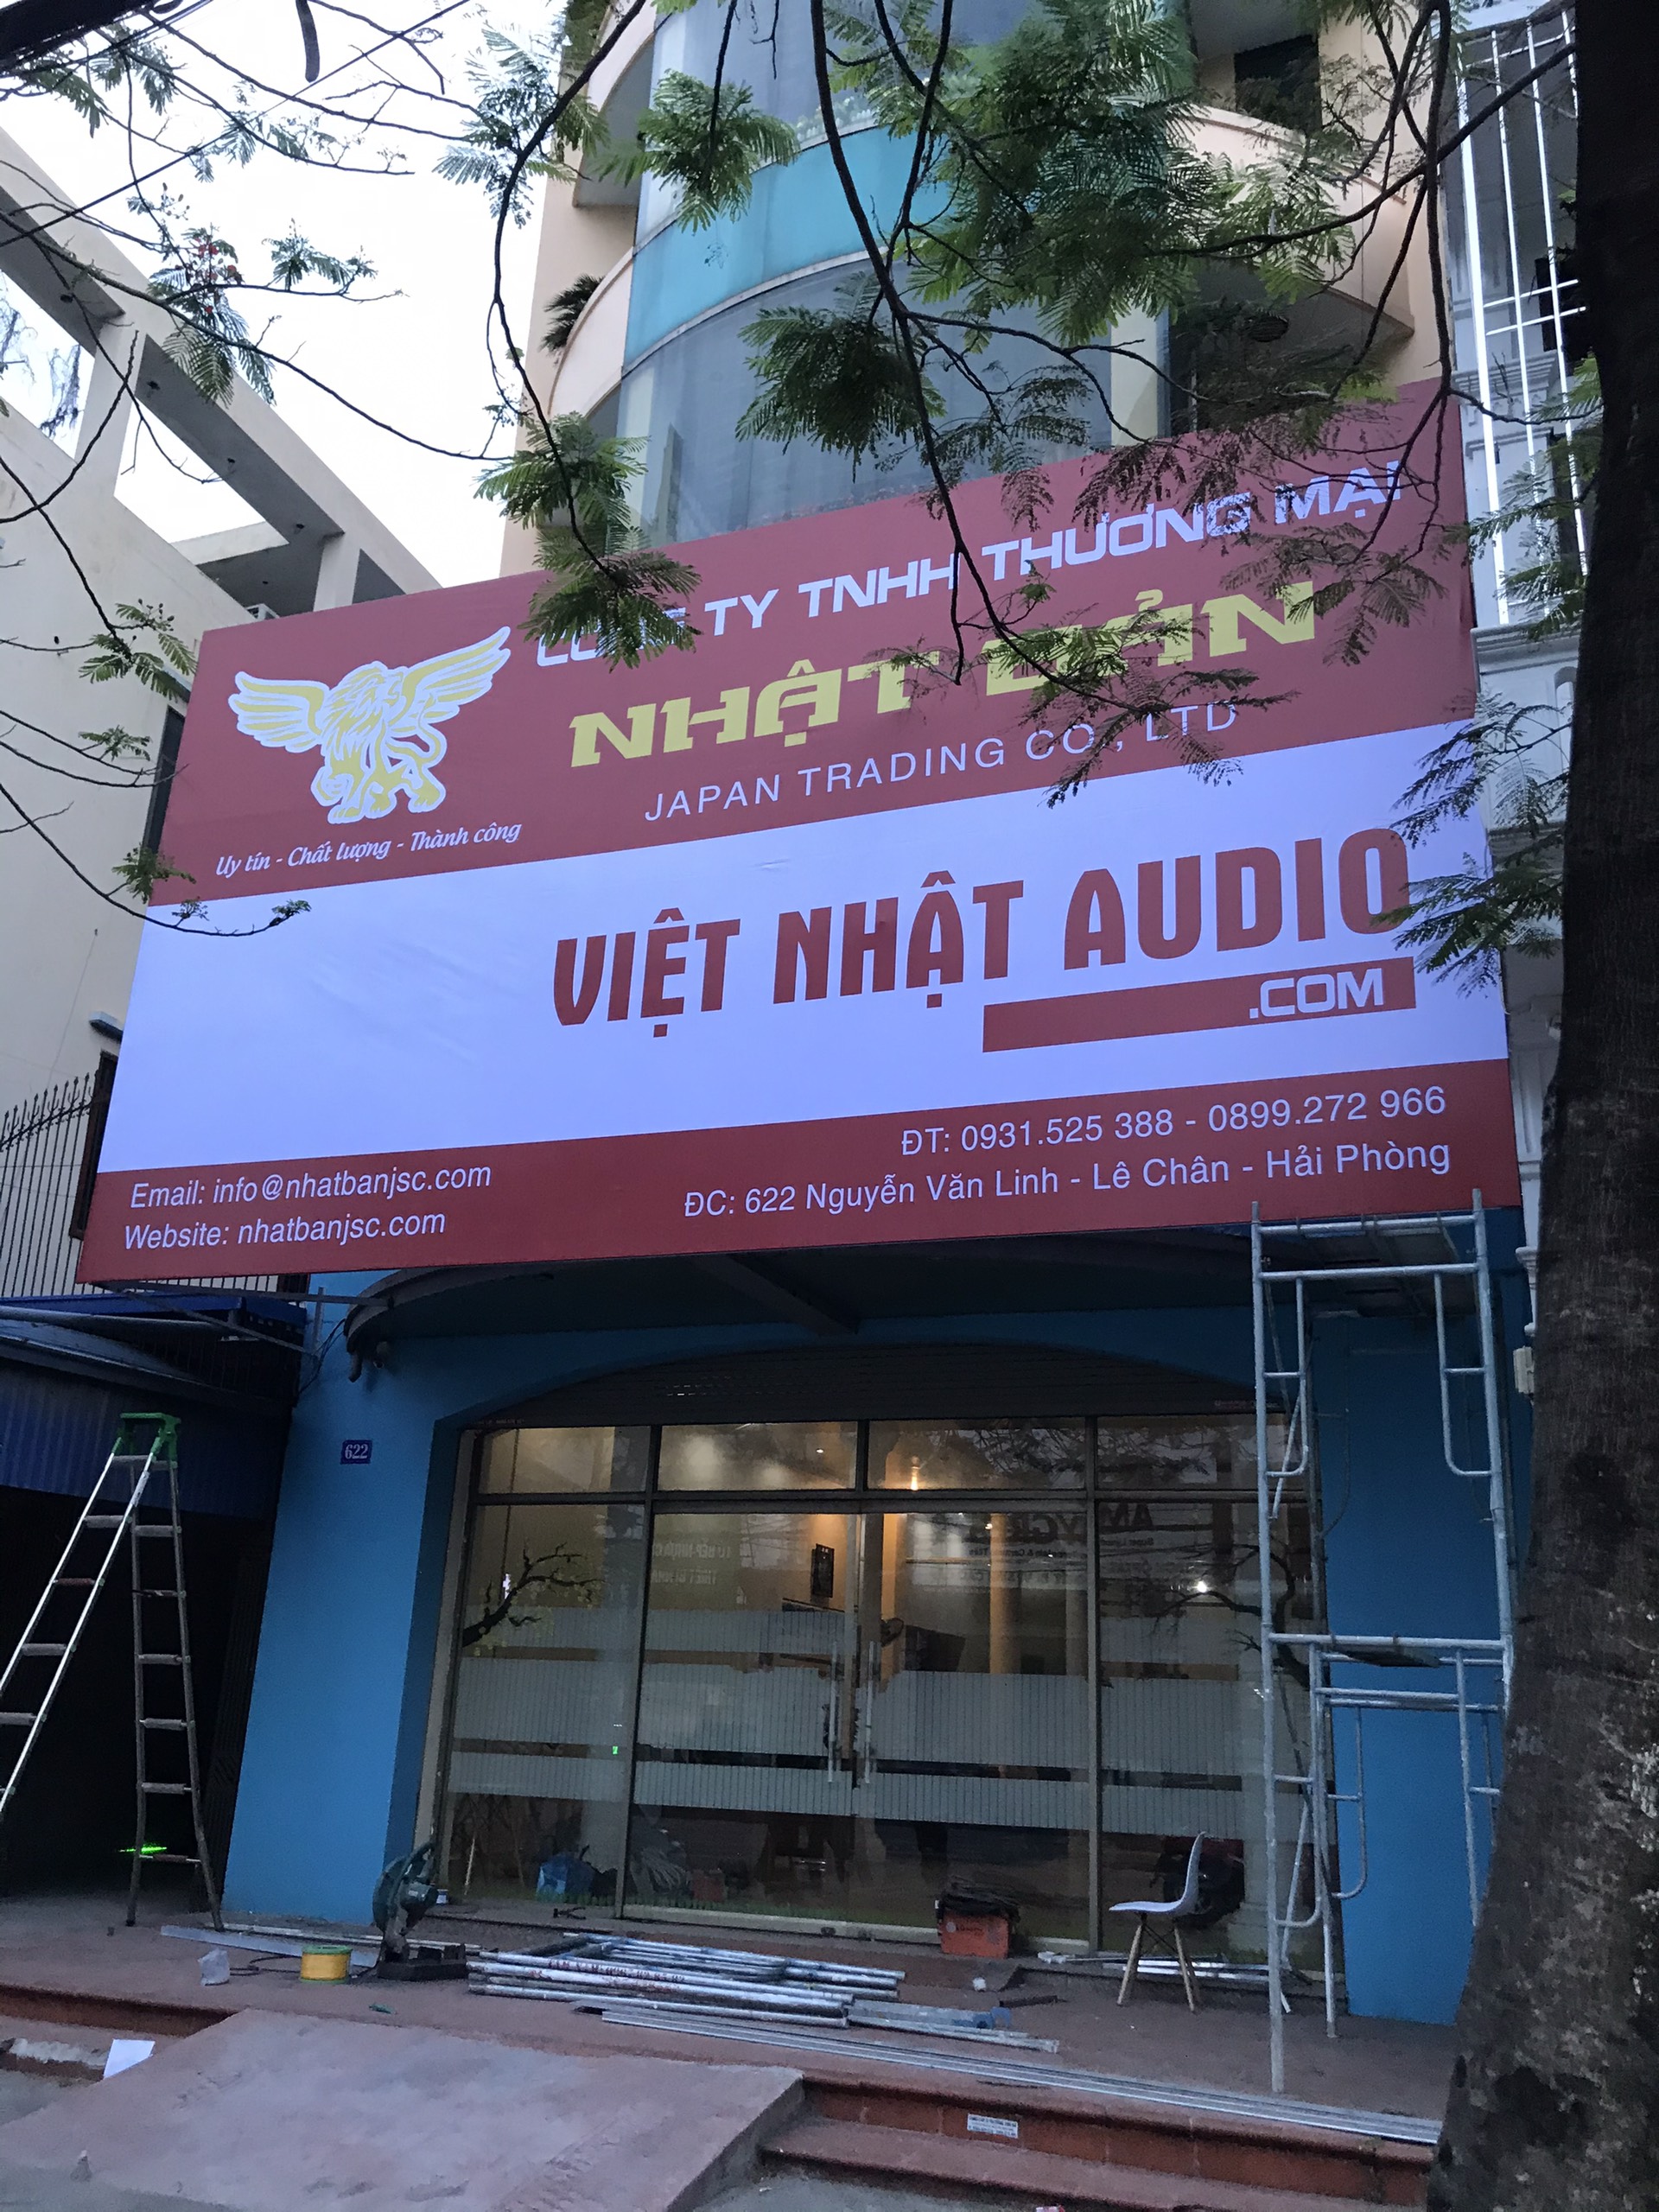 CÔNG TY TNHH THƯƠNG MẠI
NHẬT BẢN
JAPAN TRADING CO., LTD
Uy tín - Chất lượng - Thành công
VIỆT NHẬT AUDIO
.COM
ĐT: 0931.525 388 - 0899.272 966
ĐC: 622 Nguyễn Văn Linh - Lê Chân - Hải Phòng
Email: info@nhatbanjsc.com
Website: nhatbanjsc.com
622